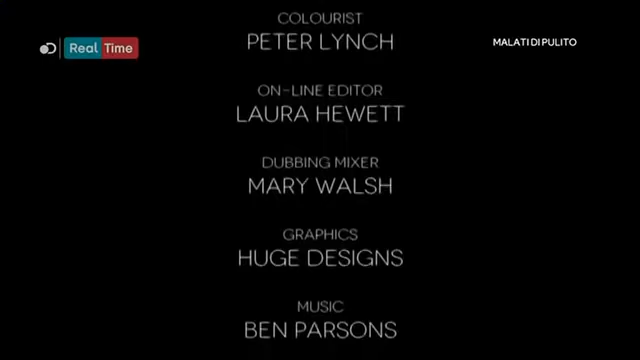 COLOURIST
PETER LYNCH
Real Time
MALATI DI PULITO
ON-LINE EDITOR
LAURA HEWETT
DUBBING MIXER
MARY WALSH
GRAPHICS
HUGE DESIGNS
MUSIC
BEN PARSONS